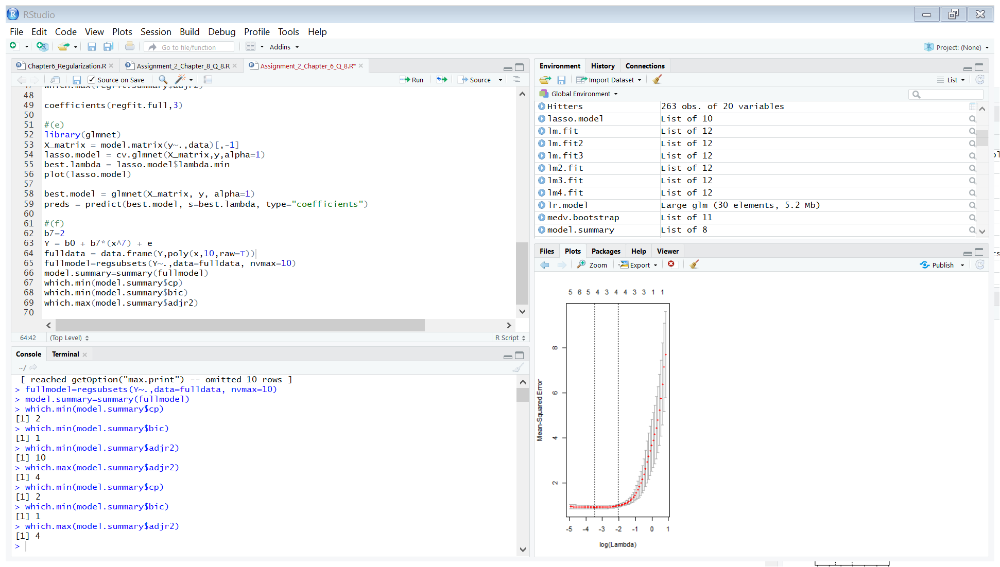 RStudio
File Edit Code View Plots Session Build Debug Profile Tools Help
Go to file/function Addins Project: (None)
Chapter6_Regularization.R Assignment_2_Chapter_8_Q_8.R Assignment_2_Chapter_6_Q_8.R*
Source on Save Run Source
47 which.max(regfit.summary$adjr2)
48
49 coefficients(regfit.full,3)
50
51 #(e)
52 library(glmnet)
53 X_matrix = model.matrix(y~.,data)[,-1]
54 lasso.model = cv.glmnet(X_matrix,y,alpha=1)
55 best.lambda = lasso.model$lambda.min
56 plot(lasso.model)
57
58 best.model = glmnet(X_matrix, y, alpha=1)
59 preds = predict(best.model, s=best.lambda, type="coefficients")
60
61 #(f)
62 b7=2
63 Y = b0 + b7*(x^7) + e
64 fulldata = data.frame(Y,poly(x,10,raw=T))
65 fullmodel=regsubsets(Y~.,data=fulldata, nvmax=10)
66 model.summary=summary(fullmodel)
67 which.min(model.summary$cp)
68 which.min(model.summary$bic)
69 which.max(model.summary$adjr2)
70
64:42 (Top Level) R Script
Console Terminal
~/
[ reached getOption("max.print") -- omitted 10 rows ]
> fullmodel=regsubsets(Y~.,data=fulldata, nvmax=10)
> model.summary=summary(fullmodel)
> which.min(model.summary$cp)
[1] 2
> which.min(model.summary$bic)
[1] 1
> which.min(model.summary$adjr2)
[1] 10
> which.max(model.summary$adjr2)
[1] 4
> which.min(model.summary$cp)
[1] 2
> which.min(model.summary$bic)
[1] 1
> which.max(model.summary$adjr2)
[1] 4
>
Environment History Connections
Import Dataset List
Global Environment
Hitters 263 obs. of 20 variables
lasso.model List of 10
lm.fit List of 12
lm.fit2 List of 12
lm.fit3 List of 12
lm2.fit List of 12
lm3.fit List of 12
lm4.fit List of 12
lr.model Large glm (30 elements, 5.2 Mb)
medv.bootstrap List of 11
model.summary List of 8
Files Plots Packages Help Viewer
Zoom Export Publish
5 6 5 4 3 4 4 3 3 1 1
8
6
4
2
Mean-Squared Error
-5 -4 -3 -2 -1 0 1
log(Lambda)